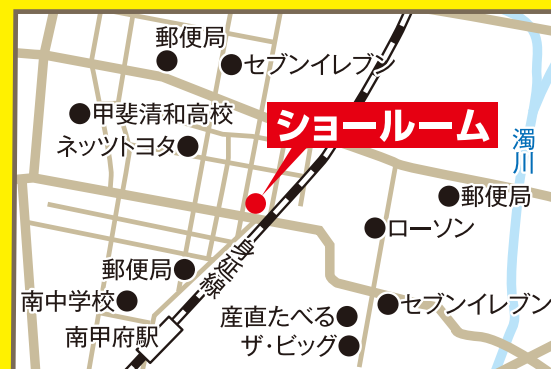 郵便局
セブンイレブン
甲斐清和高校
ネッツトヨタ
ショールーム
濁川
郵便局
ローソン
身延線
郵便局
南中学校
南甲府駅
セブンイレブン
産直たべる
ザ・ビッグ